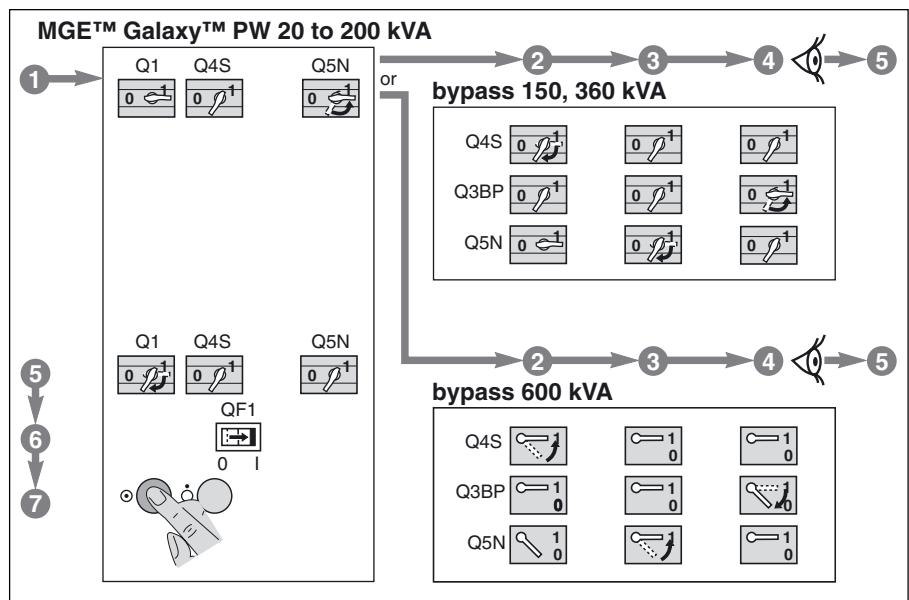 MGE™ Galaxy™ PW 20 to 200 kVA
1
Q1 Q4S Q5N
0 1 0 1 0 1
or
2 3 4 5
bypass 150, 360 kVA
Q4S 0 1 0 1 0 1
Q3BP 0 1 0 1 0 1
Q5N 0 1 0 1 0 1
Q1 Q4S Q5N
0 1 0 1 0 1
QF1
0 I
5
6
7
2 3 4 5
bypass 600 kVA
Q4S 1 0 1 0 1 0
Q3BP 1 0 1 0 1 0
Q5N 1 0 1 0 1 0